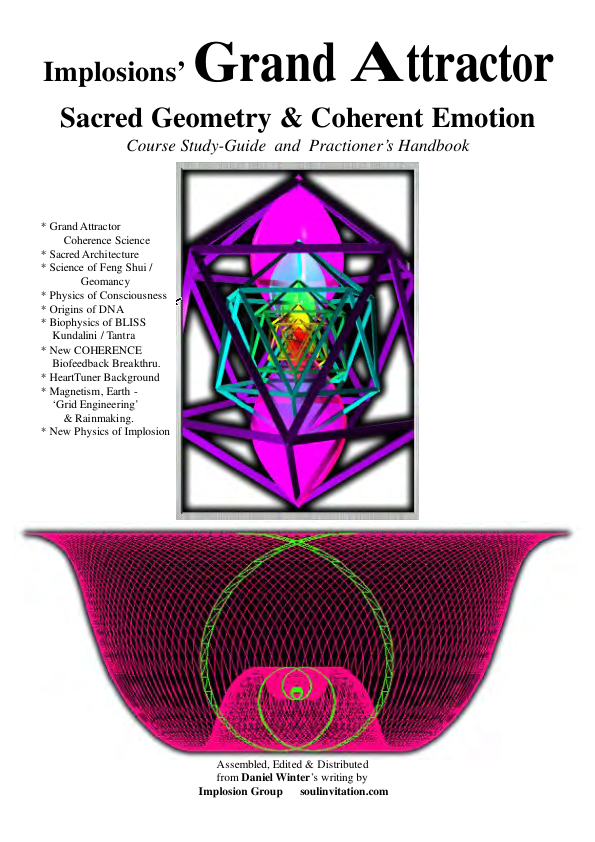 Implosions' Grand Attractor
Sacred Geometry & Coherent Emotion
Course Study-Guide and Practioner's Handbook
* Grand Attractor
Coherence Science
* Sacred Architecture
* Science of Feng Shui /
Geomancy
* Physics of Consciousness
* Origins of DNA
* Biophysics of BLISS
Kundalini / Tantra
* New COHERENCE
Biofeedback Breakthru.
* HeartTuner Background
* Magnetism, Earth -
'Grid Engineering'
& Rainmaking.
* New Physics of Implosion
Assembled, Edited & Distributed
from Daniel Winter's writing by
Implosion Group soulinvitation.com